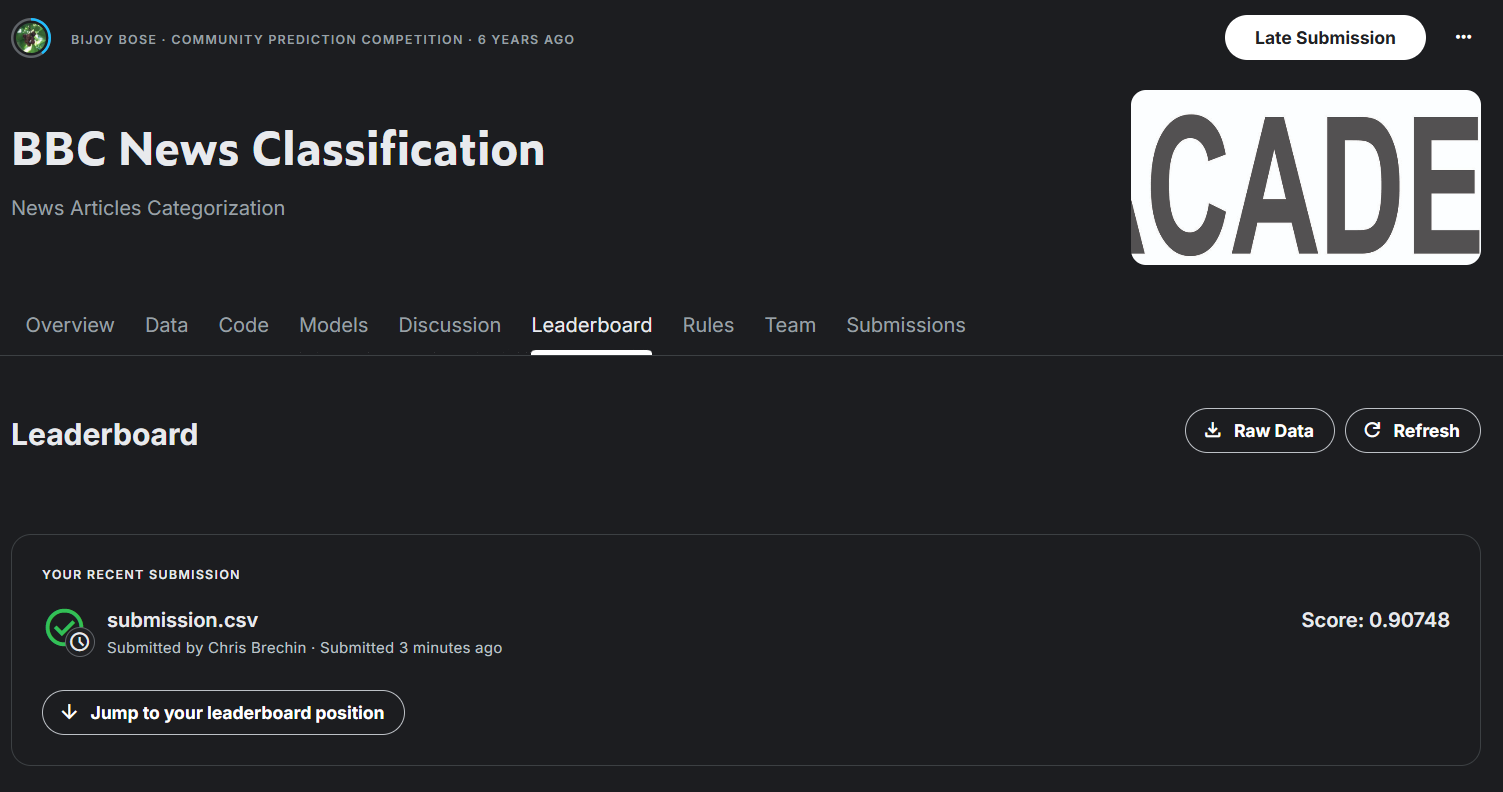 BIJOY BOSE · COMMUNITY PREDICTION COMPETITION · 6 YEARS AGO
Late Submission
BBC News Classification
News Articles Categorization
CADE
Overview Data Code Models Discussion Leaderboard Rules Team Submissions
Leaderboard
Raw Data
Refresh
YOUR RECENT SUBMISSION
submission.csv
Score: 0.90748
Submitted by Chris Brechin · Submitted 3 minutes ago
Jump to your leaderboard position